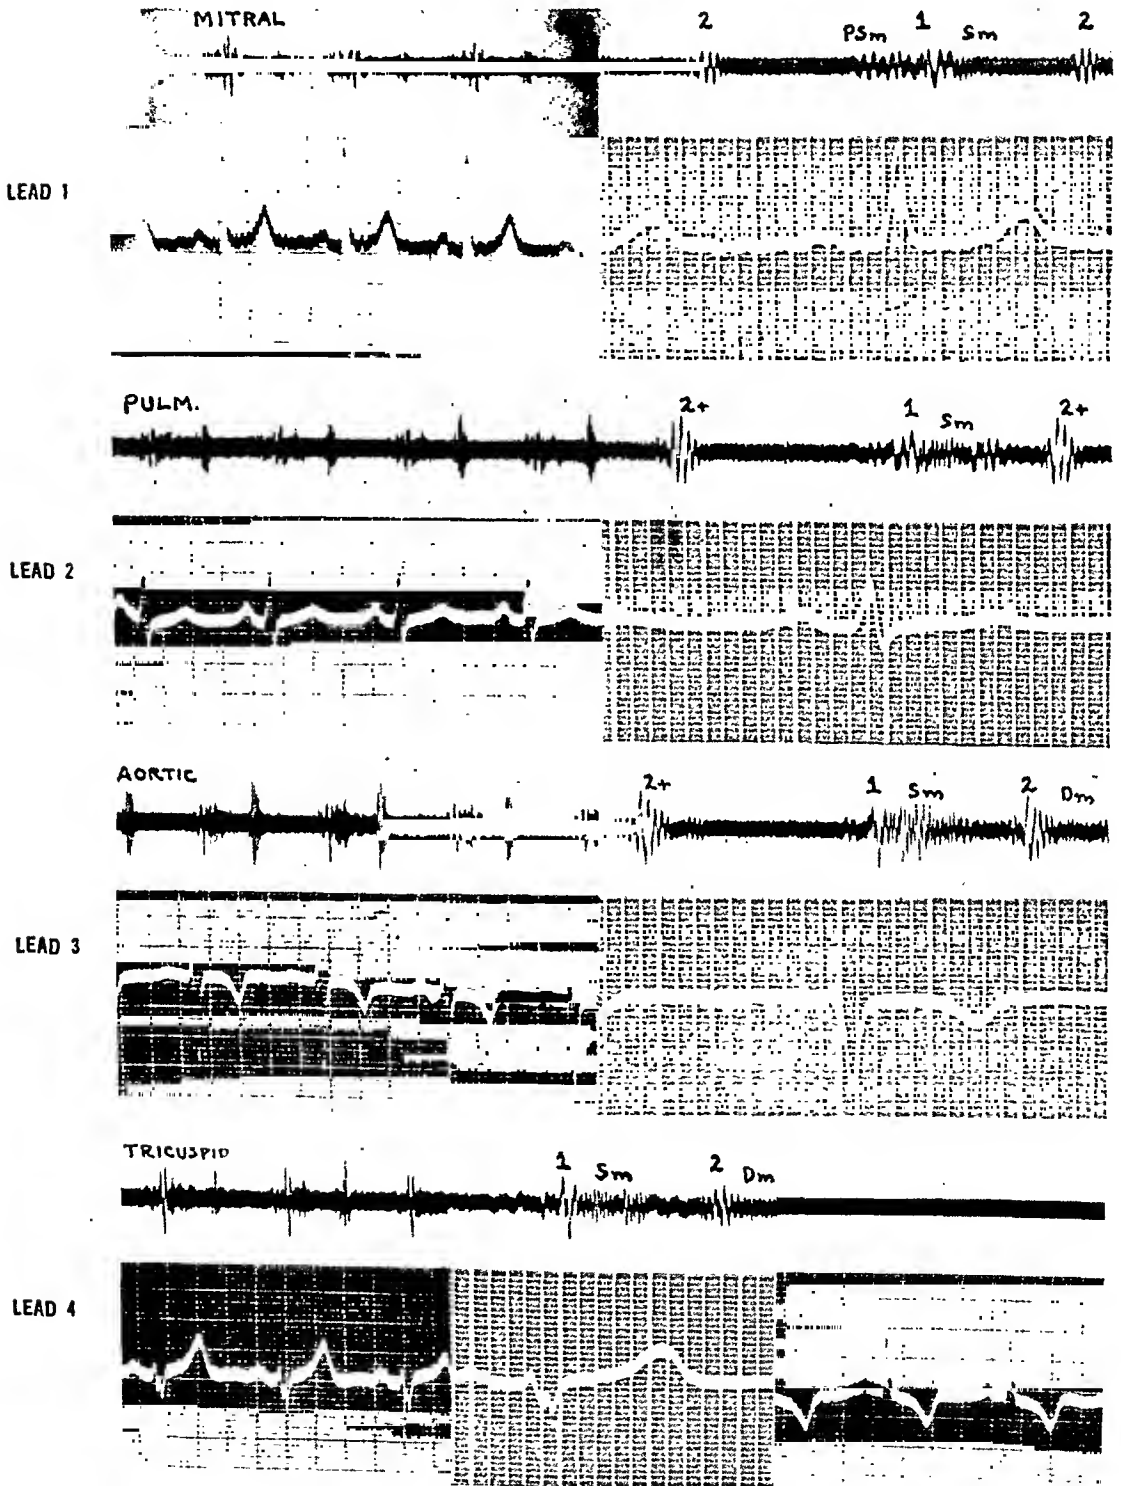 MITRAL 2 PSm 1 Sm 2
LEAD 1
PULM. 2+ 1 Sm 2+
LEAD 2
AORTIC 2+ 1 Sm 2 Dm
LEAD 3
TRICUSPID 1 Sm 2 Dm
LEAD 4